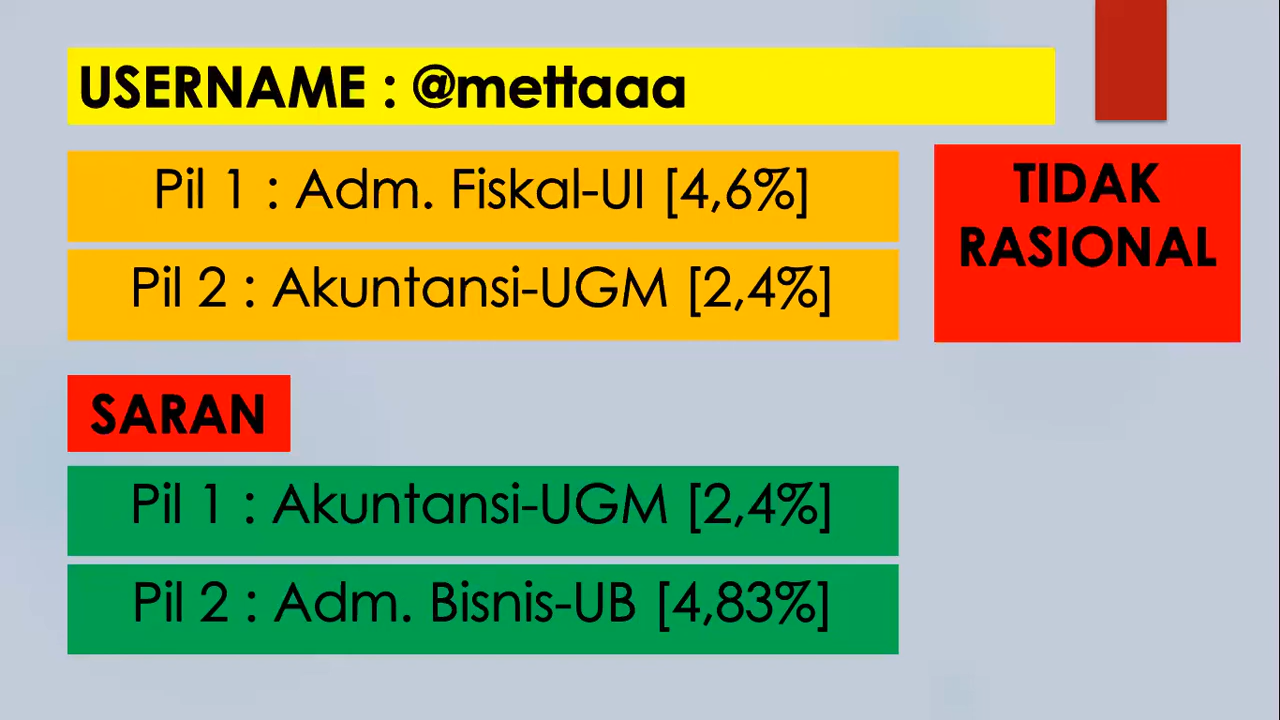 USERNAME : @mettaaa
Pil 1 : Adm. Fiskal-UI [4,6%]
Pil 2 : Akuntansi-UGM [2,4%]
TIDAK
RASIONAL
SARAN
Pil 1 : Akuntansi-UGM [2,4%]
Pil 2 : Adm. Bisnis-UB [4,83%]